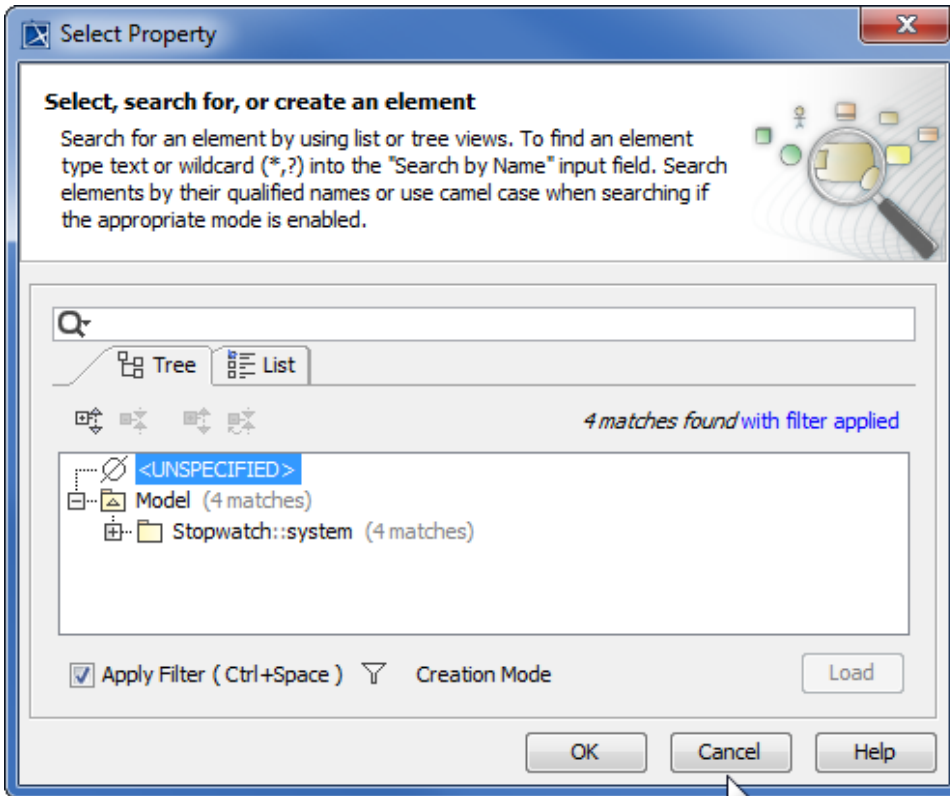 Select Property
Select, search for, or create an element
Search for an element by using list or tree views. To find an element
type text or wildcard (*,?) into the "Search by Name" input field. Search
elements by their qualified names or use camel case when searching if
the appropriate mode is enabled.
Tree List
4 matches found with filter applied
<UNSPECIFIED>
Model (4 matches)
Stopwatch::system (4 matches)
Apply Filter ( Ctrl+Space ) Creation Mode Load
OK Cancel Help